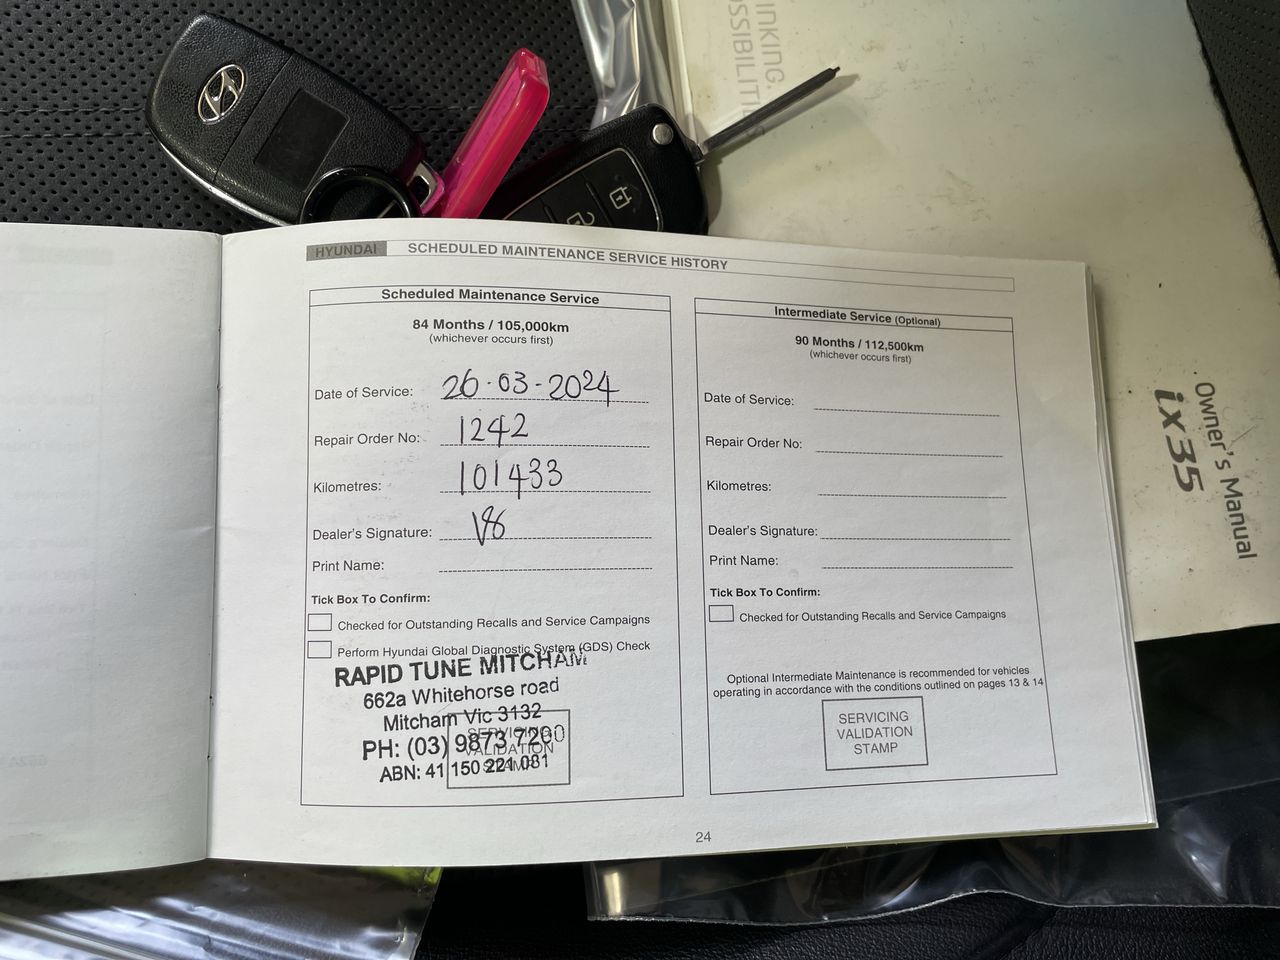 INKING.
OSSIBILITIES
HYUNDAI SCHEDULED MAINTENANCE SERVICE HISTORY
Scheduled Maintenance Service
84 Months / 105,000km
(whichever occurs first)
Date of Service: 26-03-2024
Repair Order No: 1242
Kilometres: 101433
Dealer's Signature:
Print Name:
Tick Box To Confirm:
Checked for Outstanding Recalls and Service Campaigns
Perform Hyundai Global Diagnostic System (GDS) Check
RAPID TUNE MITCHAM
662a Whitehorse road
Mitcham Vic 3132
PH: (03) 9873 7200
ABN: 41 150 221 081
SERVICING
VALIDATION
STAMP
Intermediate Service (Optional)
90 Months / 112,500km
(whichever occurs first)
Date of Service:
Repair Order No:
Kilometres:
Dealer's Signature:
Print Name:
Tick Box To Confirm:
Checked for Outstanding Recalls and Service Campaigns
Optional Intermediate Maintenance is recommended for vehicles
operating in accordance with the conditions outlined on pages 13 & 14
SERVICING
VALIDATION
STAMP
24
Owner's Manual
ix35